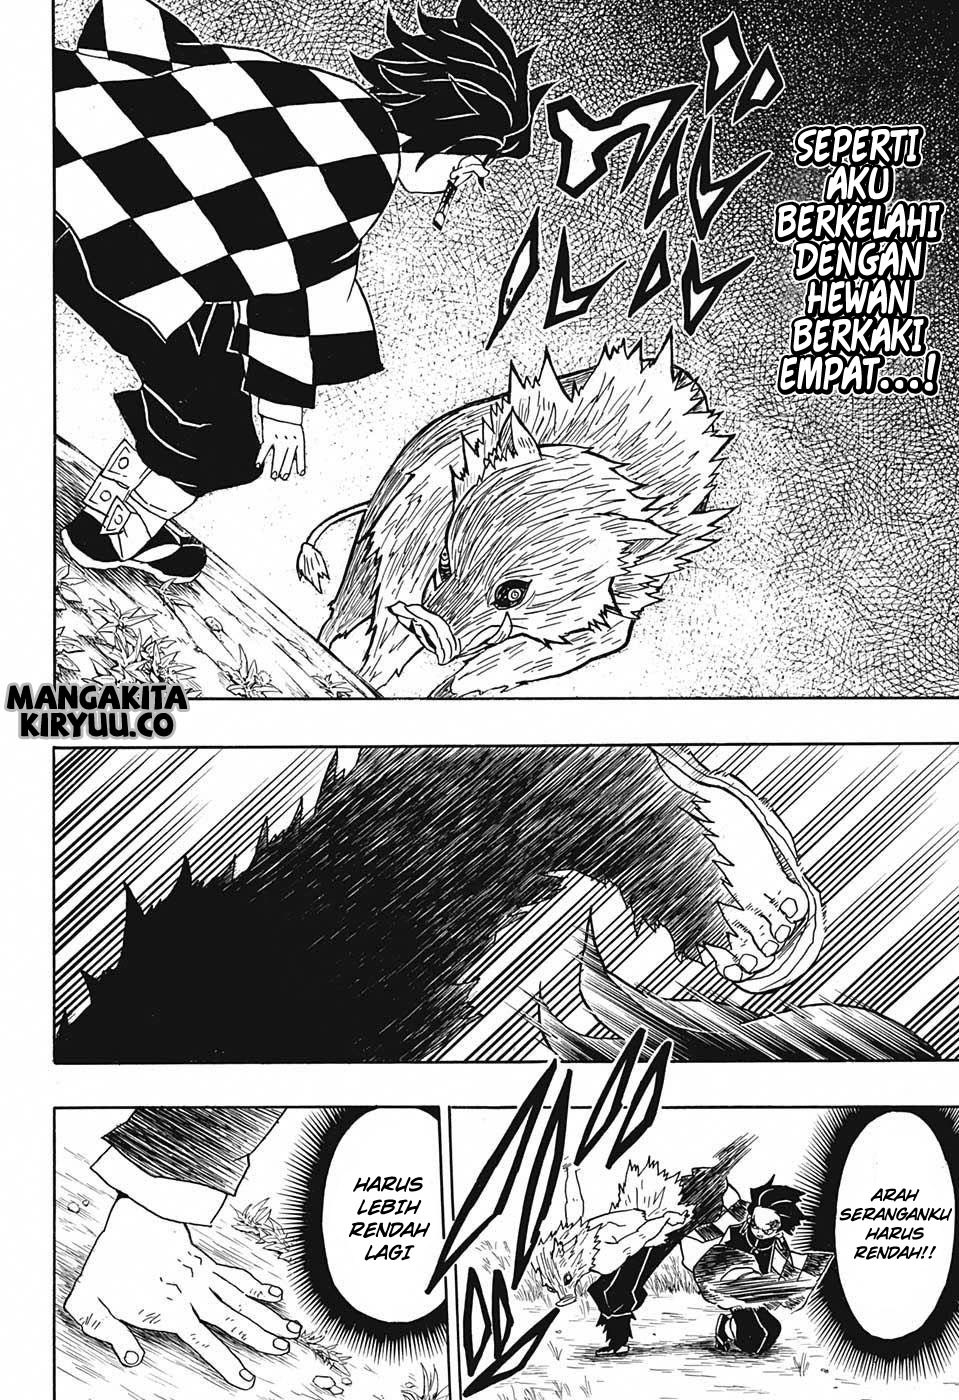 SEPERTI
AKU
BERKELAHI
DENGAN
HEWAN
BERKAKI
EMPAT....!
MANGAKITA
KIRYUU.CO
ARAH
SERANGANKU
HARUS
RENDAH!!
HARUS
LEBIH
RENDAH
LAGI